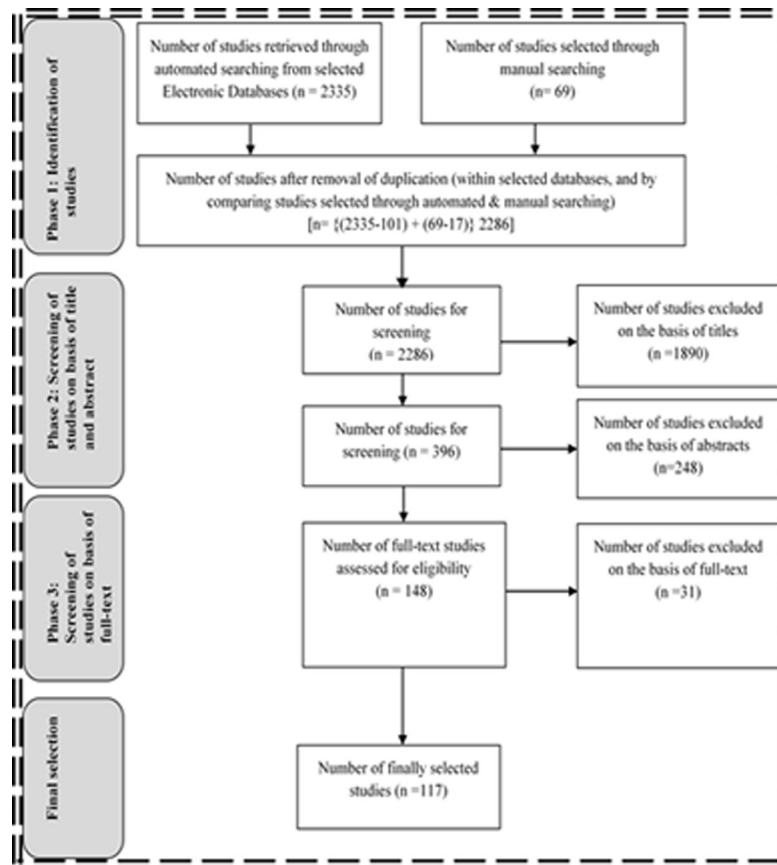 Phase 1: Identification of
studies
Number of studies retrieved through
automated searching from selected
Electronic Databases (n = 2335)
Number of studies selected through
manual searching
(n= 69)
Number of studies after removal of duplication (within selected databases, and by
comparing studies selected through automated & manual searching)
[n= {(2335-101) + (69-17)} 2286]
Phase 2: Screening of
studies on basis of title
and abstract
Number of studies for
screening
(n = 2286)
Number of studies excluded
on the basis of titles
(n =1890)
Number of studies for
screening (n = 396)
Number of studies excluded
on the basis of abstracts
(n=248)
Phase 3:
Screening of
studies on basis of
full-text
Number of full-text studies
assessed for eligibility
(n = 148)
Number of studies excluded
on the basis of full-text
(n =31)
Final selection
Number of finally selected
studies (n =117)